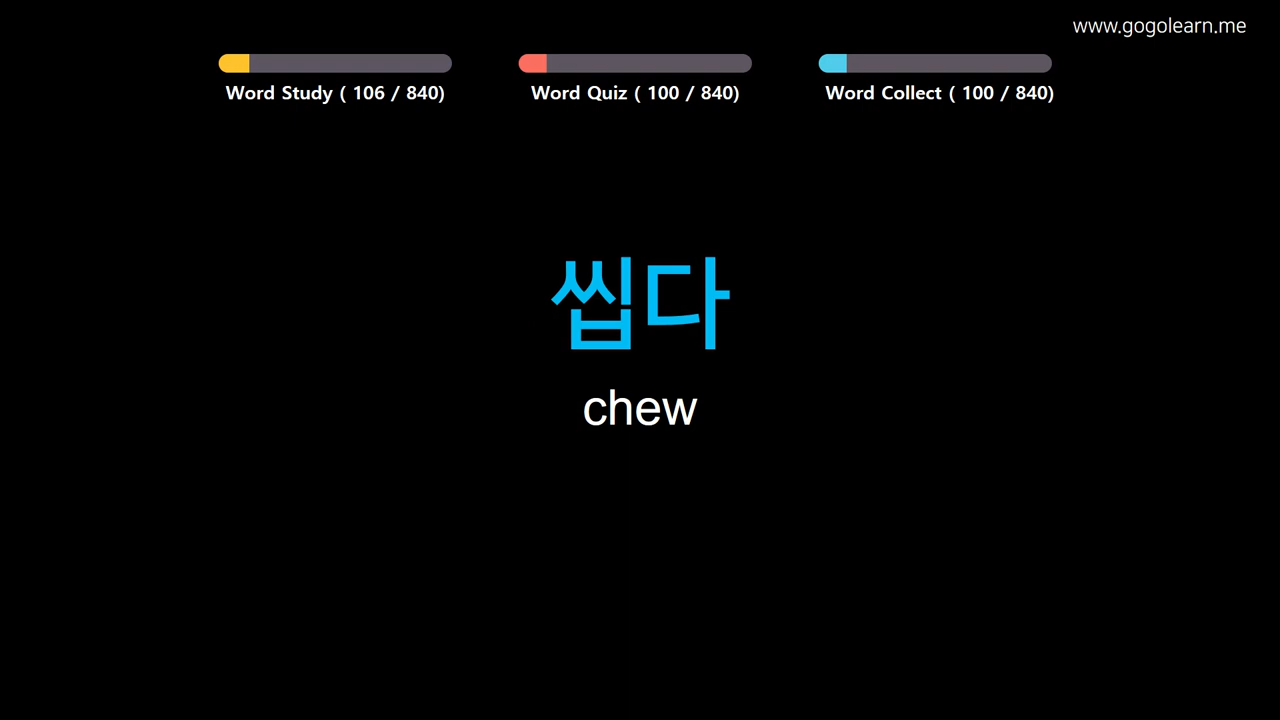 www.gogolearn.me
Word Study ( 106 / 840)
Word Quiz ( 100 / 840)
Word Collect ( 100 / 840)
씹다
chew